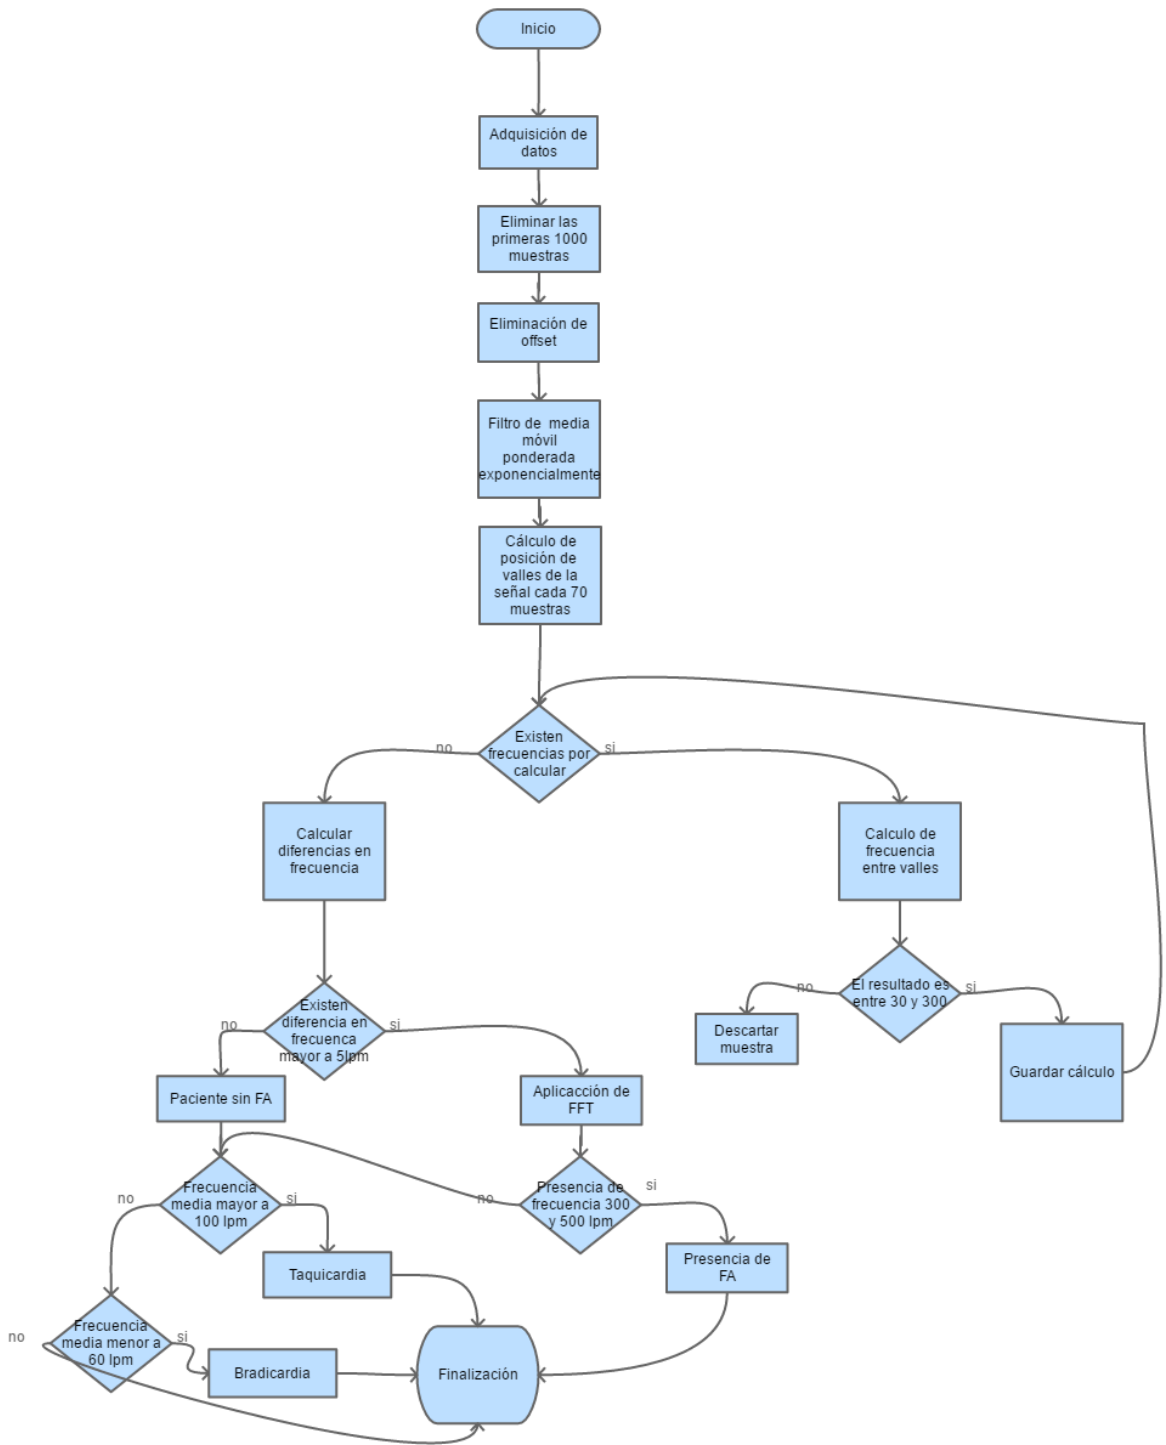 Inicio
Adquisición de
datos
Eliminar las
primeras 1000
muestras
Eliminación de
offset
Filtro de media
móvil
ponderada
exponencialmente
Cálculo de
posición de
valles de la
señal cada 70
muestras
Existen
frecuencias por
calcular
no
si
Calcular
diferencias en
frecuencia
Calculo de
frecuencia
entre valles
El resultado es
entre 30 y 300
no
si
Descartar
muestra
Guardar cálculo
Existen
diferencia en
frecuenca
mayor a 5lpm
no
si
Paciente sin FA
Aplicacción de
FFT
Frecuencia
media mayor a
100 lpm
no
si
Presencia de
frecuencia 300
y 500 lpm
no
si
Taquicardia
Presencia de
FA
Frecuencia
media menor a
60 lpm
no
si
Bradicardia
Finalización